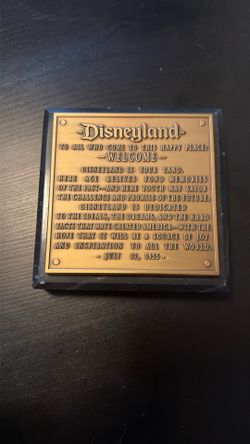 Disneyland
TO ALL WHO COME TO THIS HAPPY PLACE:
-WELCOME-
DISNEYLAND IS YOUR LAND.
HERE AGE RELIVES FOND MEMORIES
OF THE PAST—AND HERE YOUTH MAY SAVOR
THE CHALLENGE AND PROMISE OF THE FUTURE.
DISNEYLAND IS DEDICATED
TO THE IDEALS, THE DREAMS, AND THE HARD
FACTS THAT HAVE CREATED AMERICA—WITH THE
HOPE THAT IT WILL BE A SOURCE OF JOY
AND INSPIRATION TO ALL THE WORLD.
• JULY 17, 1955 •